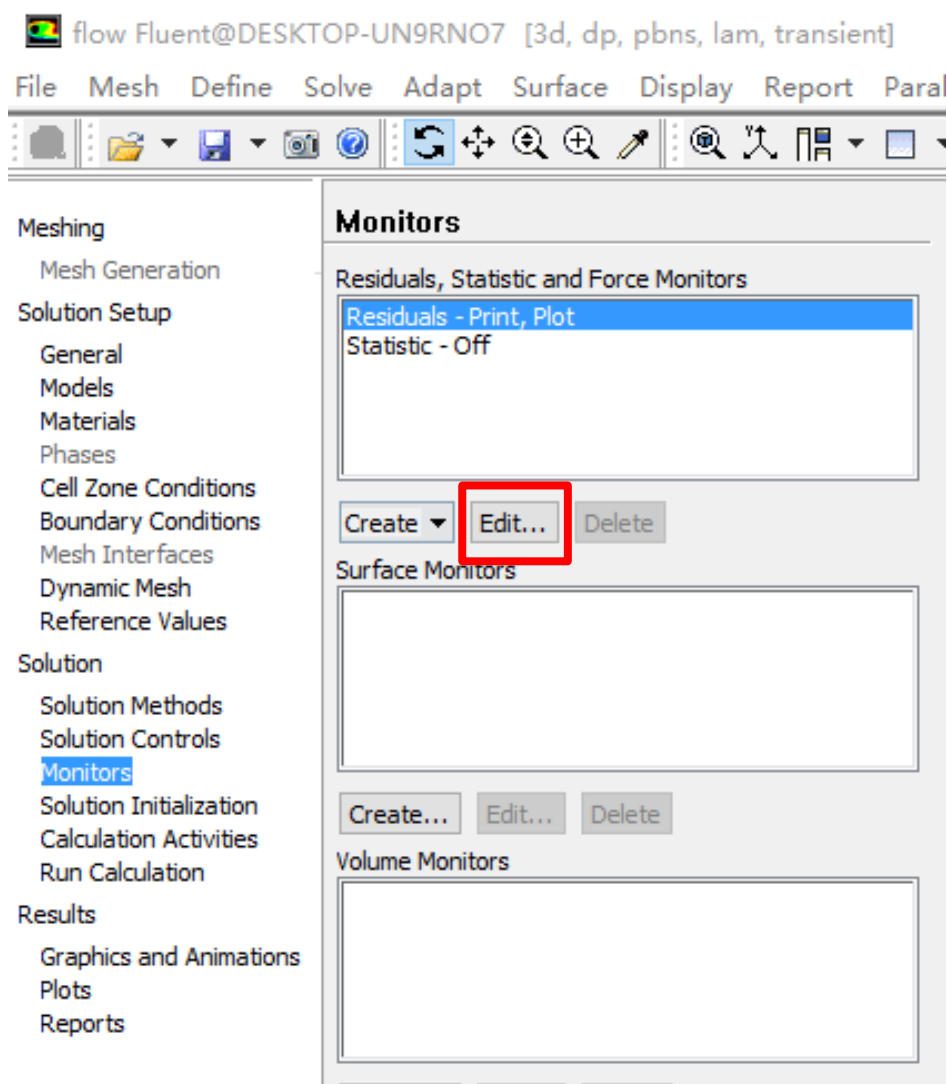 flow Fluent@DESKTOP-UN9RNO7 [3d, dp, pbns, lam, transient]
File Mesh Define Solve Adapt Surface Display Report Paral
Meshing
Mesh Generation
Solution Setup
General
Models
Materials
Phases
Cell Zone Conditions
Boundary Conditions
Mesh Interfaces
Dynamic Mesh
Reference Values
Solution
Solution Methods
Solution Controls
Monitors
Solution Initialization
Calculation Activities
Run Calculation
Results
Graphics and Animations
Plots
Reports
Monitors
Residuals, Statistic and Force Monitors
Residuals - Print, Plot
Statistic - Off
Create Edit... Delete
Surface Monitors
Create... Edit... Delete
Volume Monitors